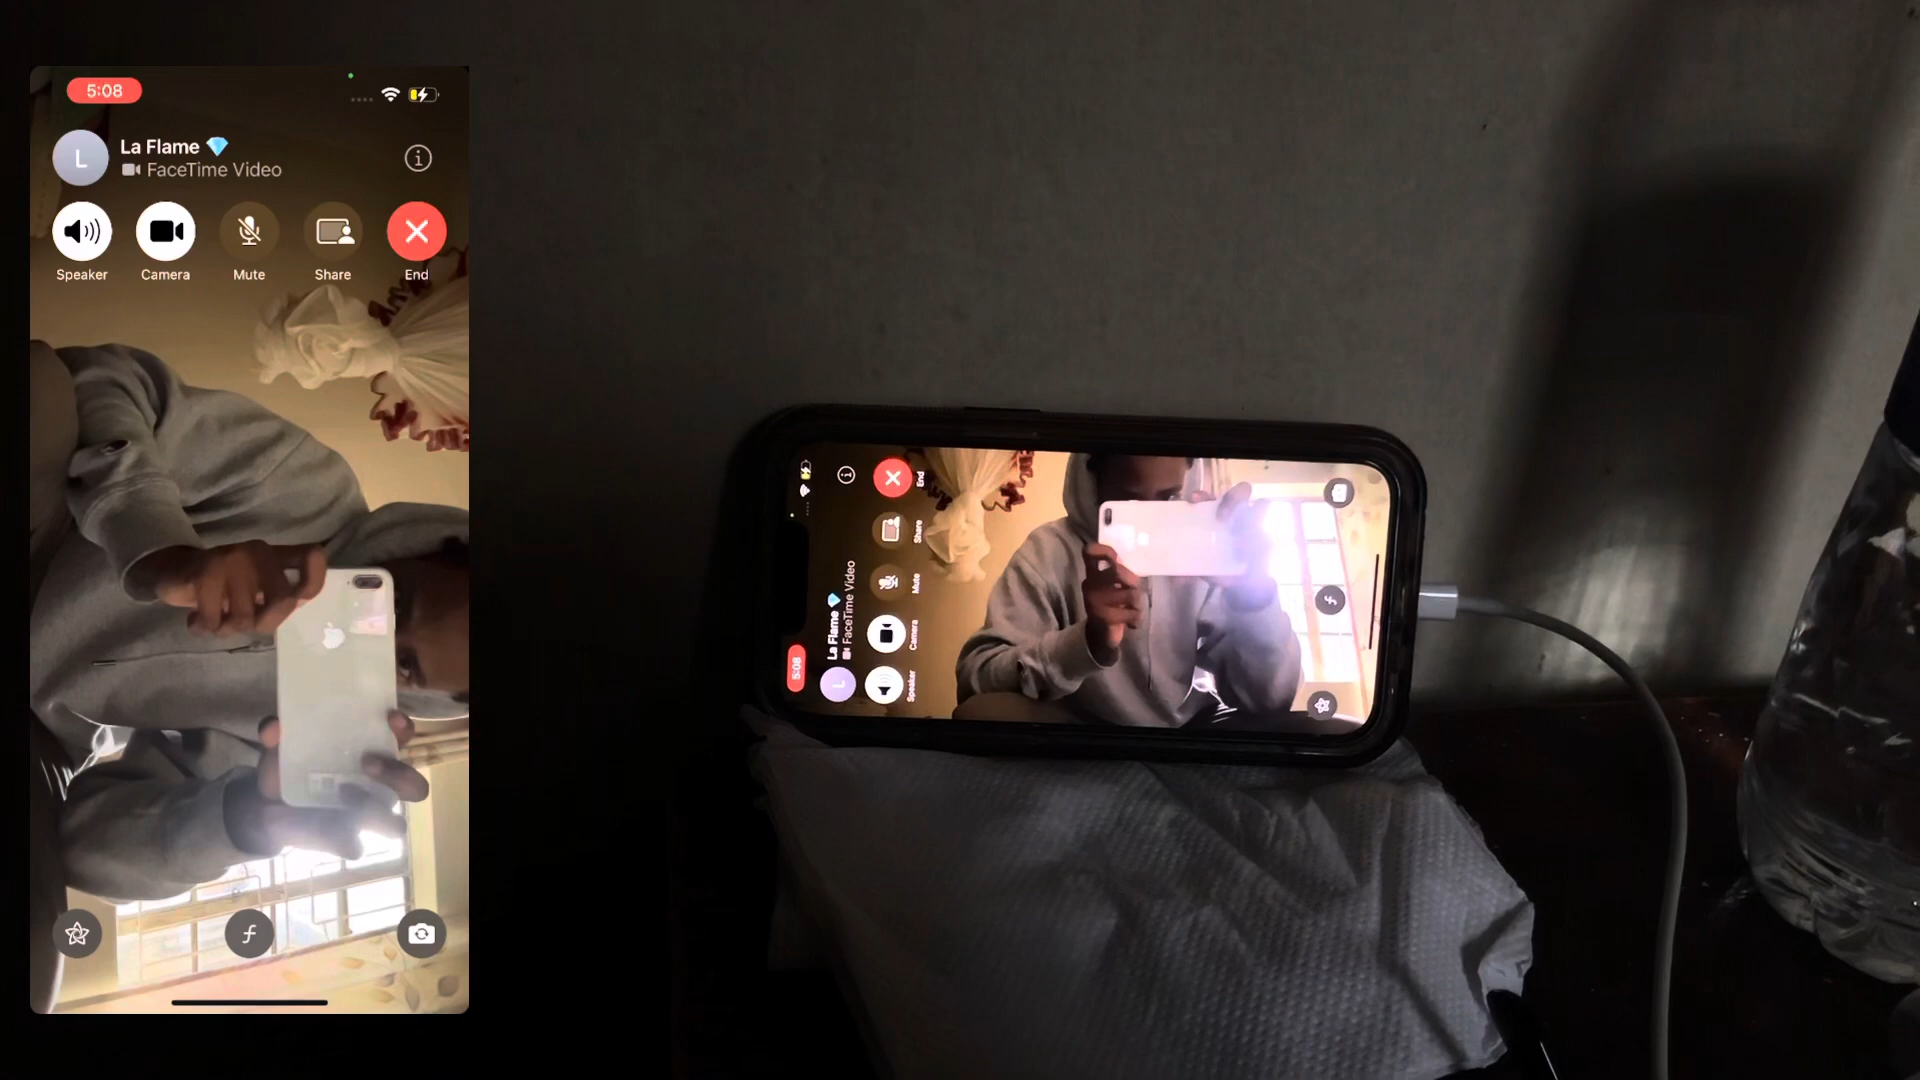 5:08
L
La Flame 💎
FaceTime Video
Speaker
Camera
Mute
Share
End
f
5:08
L
La Flame 💎
FaceTime Video
Speaker
Camera
Mute
Share
End
f